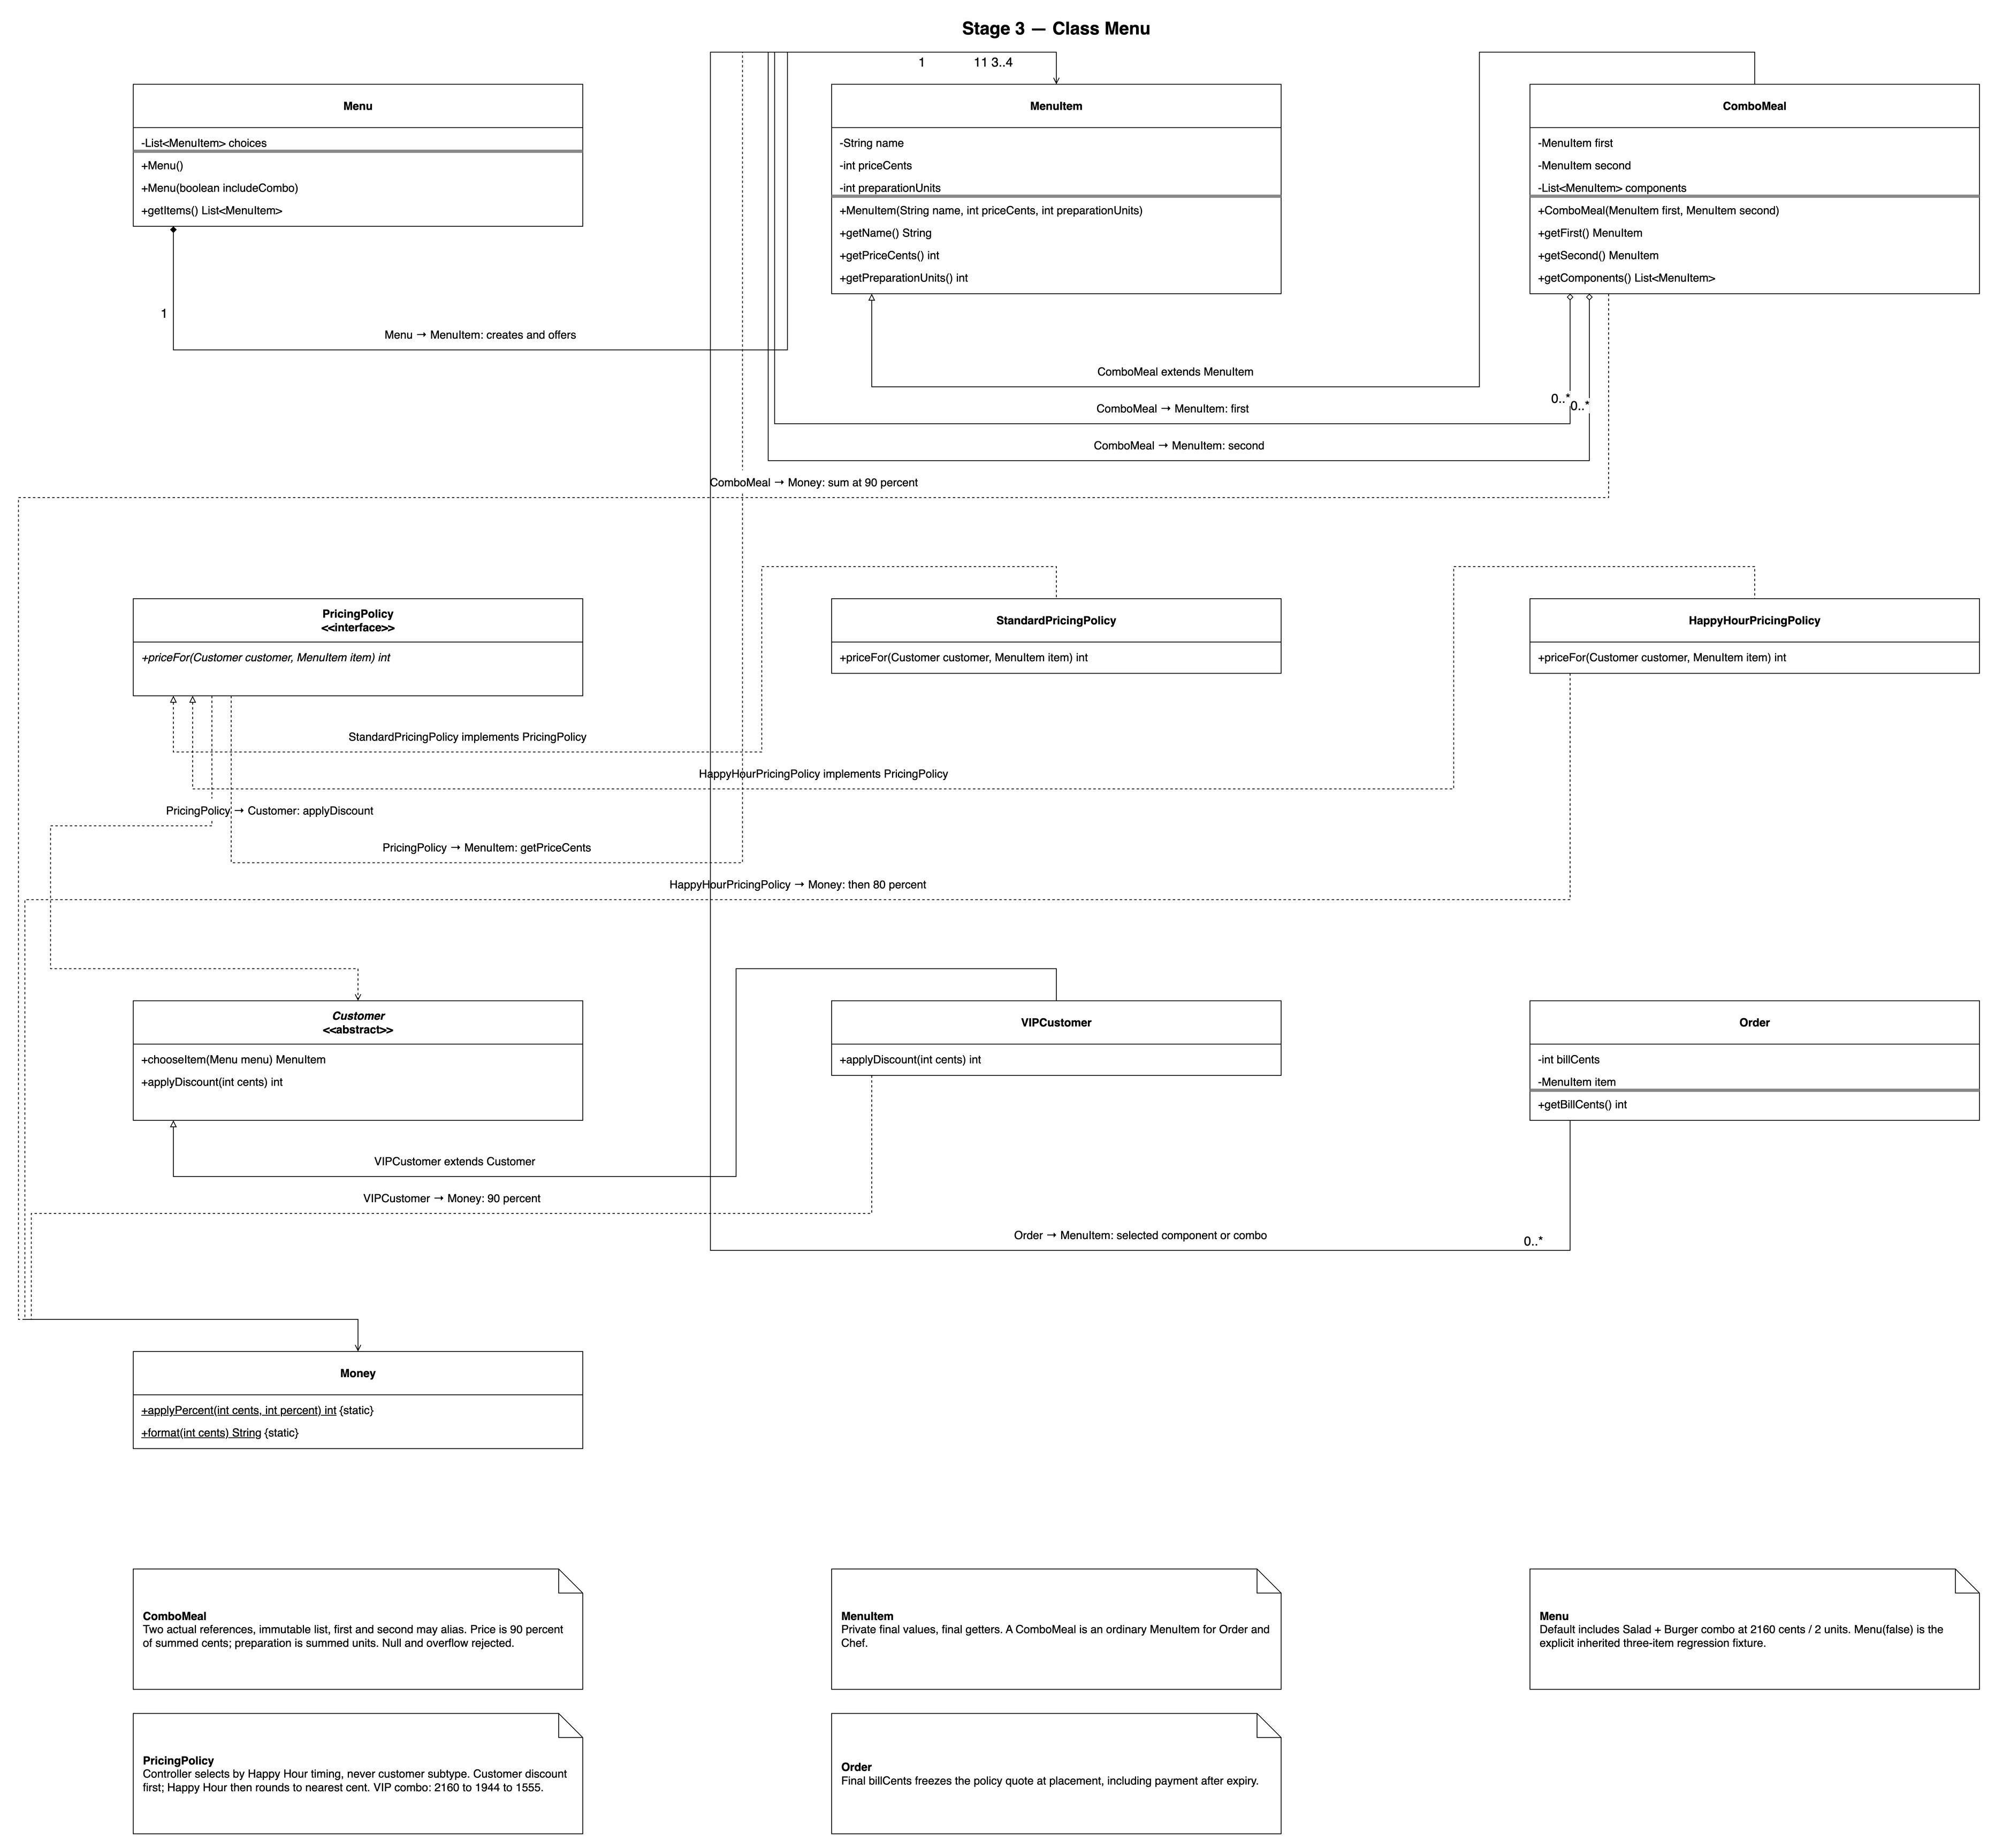 Stage 3 — Class Menu
1 11 3..4
Menu
-List<MenuItem> choices
+Menu()
+Menu(boolean includeCombo)
+getItems() List<MenuItem>
MenuItem
-String name
-int priceCents
-int preparationUnits
+MenuItem(String name, int priceCents, int preparationUnits)
+getName() String
+getPriceCents() int
+getPreparationUnits() int
ComboMeal
-MenuItem first
-MenuItem second
-List<MenuItem> components
+ComboMeal(MenuItem first, MenuItem second)
+getFirst() MenuItem
+getSecond() MenuItem
+getComponents() List<MenuItem>
1
Menu → MenuItem: creates and offers
ComboMeal extends MenuItem
0..*
0..*
ComboMeal → MenuItem: first
ComboMeal → MenuItem: second
ComboMeal → Money: sum at 90 percent
PricingPolicy
<<interface>>
+priceFor(Customer customer, MenuItem item) int
StandardPricingPolicy
+priceFor(Customer customer, MenuItem item) int
HappyHourPricingPolicy
+priceFor(Customer customer, MenuItem item) int
StandardPricingPolicy implements PricingPolicy
HappyHourPricingPolicy implements PricingPolicy
PricingPolicy → Customer: applyDiscount
PricingPolicy → MenuItem: getPriceCents
HappyHourPricingPolicy → Money: then 80 percent
Customer
<<abstract>>
+chooseItem(Menu menu) MenuItem
+applyDiscount(int cents) int
VIPCustomer
+applyDiscount(int cents) int
Order
-int billCents
-MenuItem item
+getBillCents() int
VIPCustomer extends Customer
VIPCustomer → Money: 90 percent
Order → MenuItem: selected component or combo
0..*
Money
+applyPercent(int cents, int percent) int {static}
+format(int cents) String {static}
ComboMeal
Two actual references, immutable list, first and second may alias. Price is 90 percent
of summed cents; preparation is summed units. Null and overflow rejected.
MenuItem
Private final values, final getters. A ComboMeal is an ordinary MenuItem for Order and
Chef.
Menu
Default includes Salad + Burger combo at 2160 cents / 2 units. Menu(false) is the
explicit inherited three-item regression fixture.
PricingPolicy
Controller selects by Happy Hour timing, never customer subtype. Customer discount
first; Happy Hour then rounds to nearest cent. VIP combo: 2160 to 1944 to 1555.
Order
Final billCents freezes the policy quote at placement, including payment after expiry.